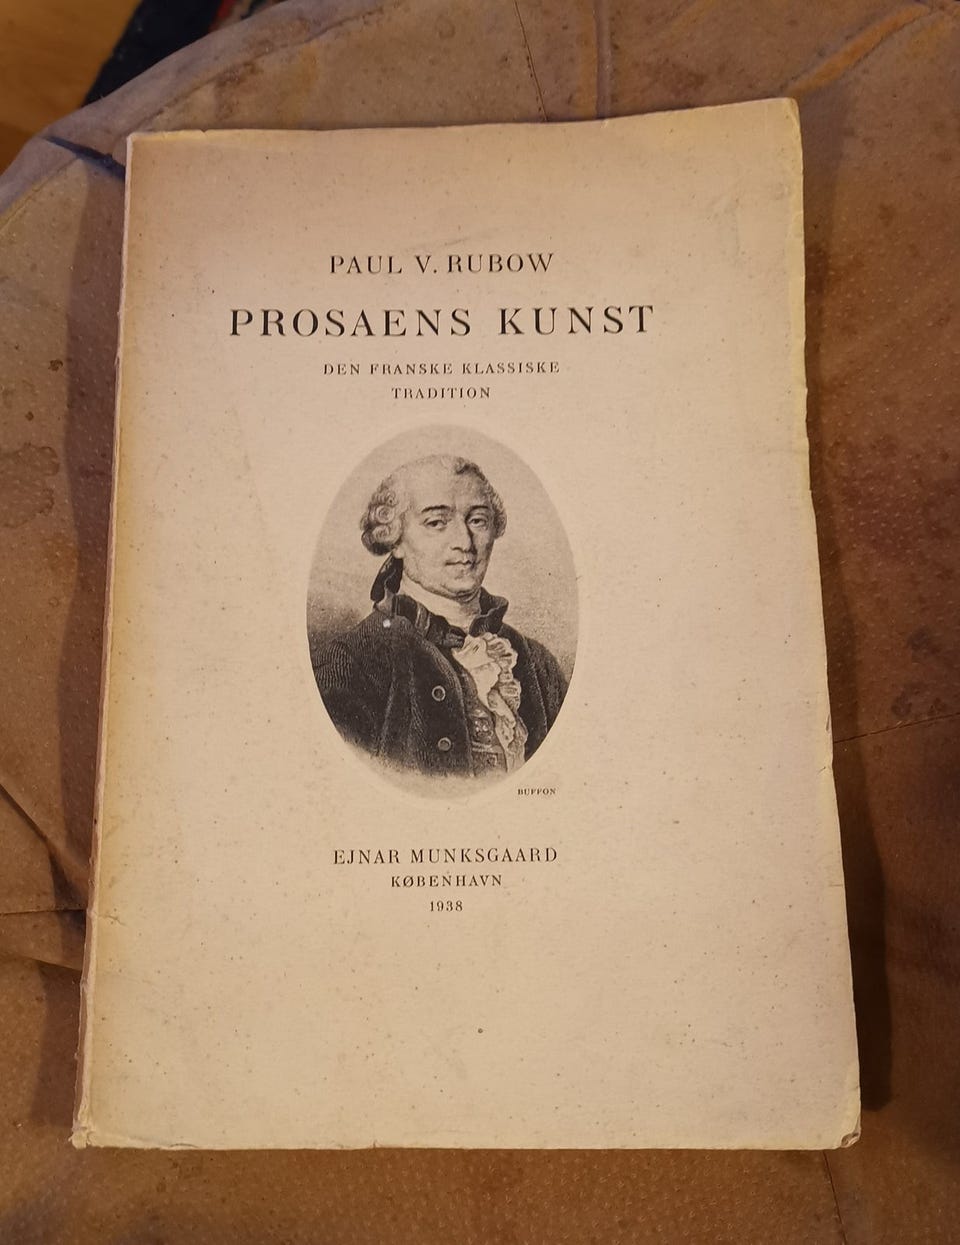 PAUL V. RUBOW
PROSAENS KUNST
DEN FRANSKE KLASSISKE
TRADITION
BUFFON
EJNAR MUNKSGAARD
KØBENHAVN
1938